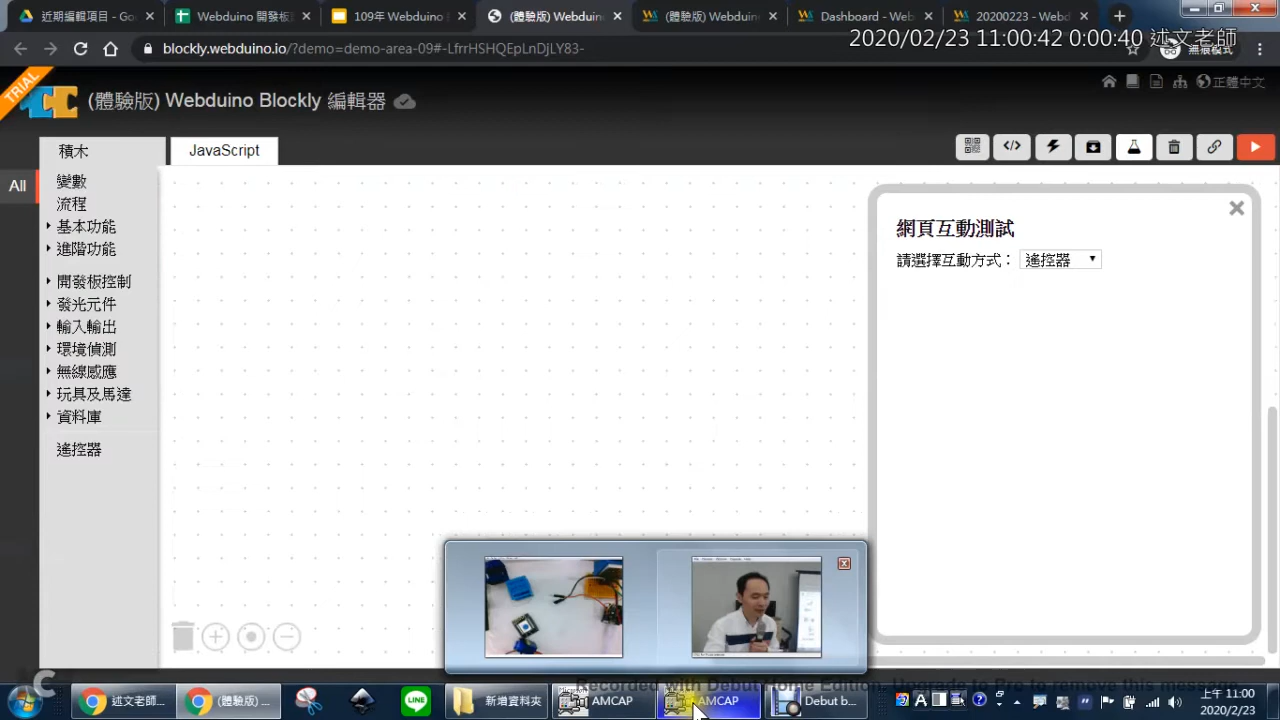 近期編輯項目 - Go
Webduino 開發板
109年 Webduino
(體驗版) Webduin
(體驗版) Webduin
Dashboard - Web
20200223 - Webd
blockly.webduino.io/?demo=demo-area-09#-LfrrHSHQEpLnDjLY83-
2020/02/23 11:00:42 0:00:40 述文老師
無痕模式
TRIAL
(體驗版) Webduino Blockly 編輯器
正體中文
積木
JavaScript
All
變數
流程
基本功能
進階功能
開發板控制
發光元件
輸入輸出
環境偵測
無線感應
玩具及馬達
資料庫
遙控器
網頁互動測試
請選擇互動方式：
遙控器
Recorded with Debut Home Edition. Upgrade to Pro to remove this message
述文老師...
(體驗版) ...
LINE
新增資料夾
AMCAP
AMCAP
Debut b...
上午 11:00
2020/2/23